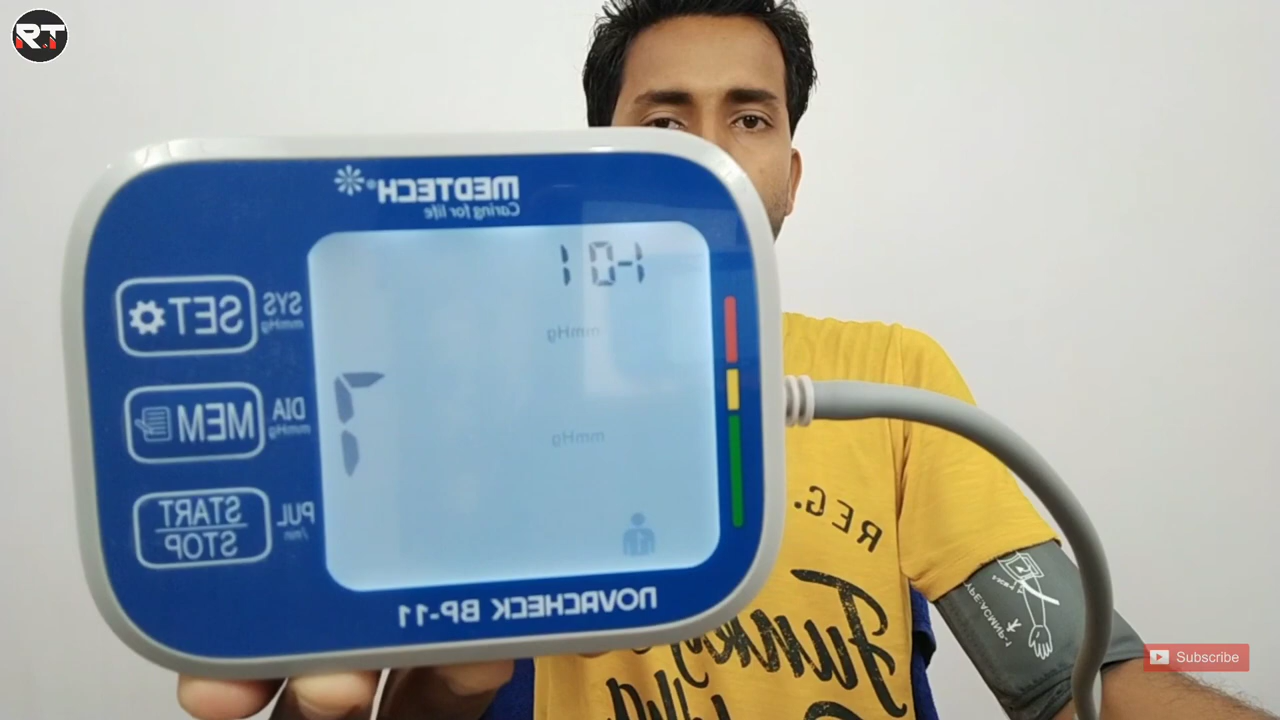 RT
MEDTECH
Caring for life
SET
SYS
mmHg
mmHg
MEM
DIA
mmHg
mmHg
START
STOP
PUL
/min
NOVACHECK BP-11
REG.
Funky
Subscribe